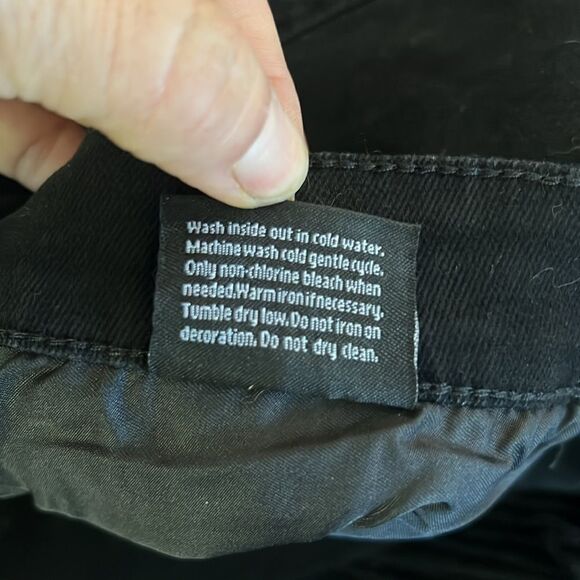 Wash inside out in cold water.
Machine wash cold gentle cycle.
Only non-chlorine bleach when
needed.Warm iron if necessary.
Tumble dry low. Do not iron on
decoration. Do not dry clean.